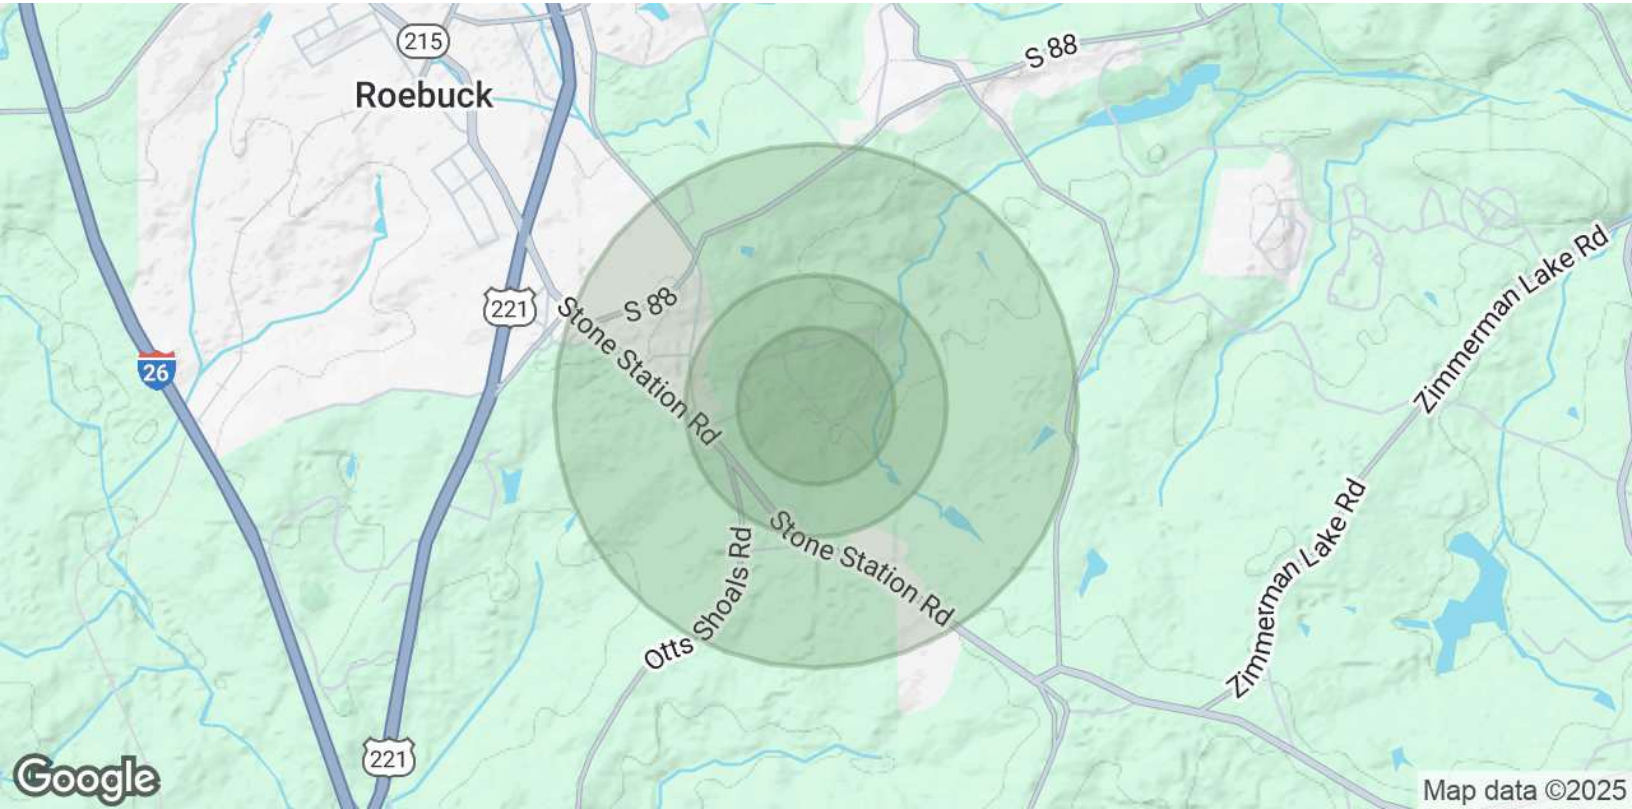 215
S 88
Roebuck
Zimmerman Lake Rd
221
S 88
Stone Station Rd
26
Zimmerman Lake Rd
Stone Station Rd
Otts Shoals Rd
221
Google
Map data ©2025